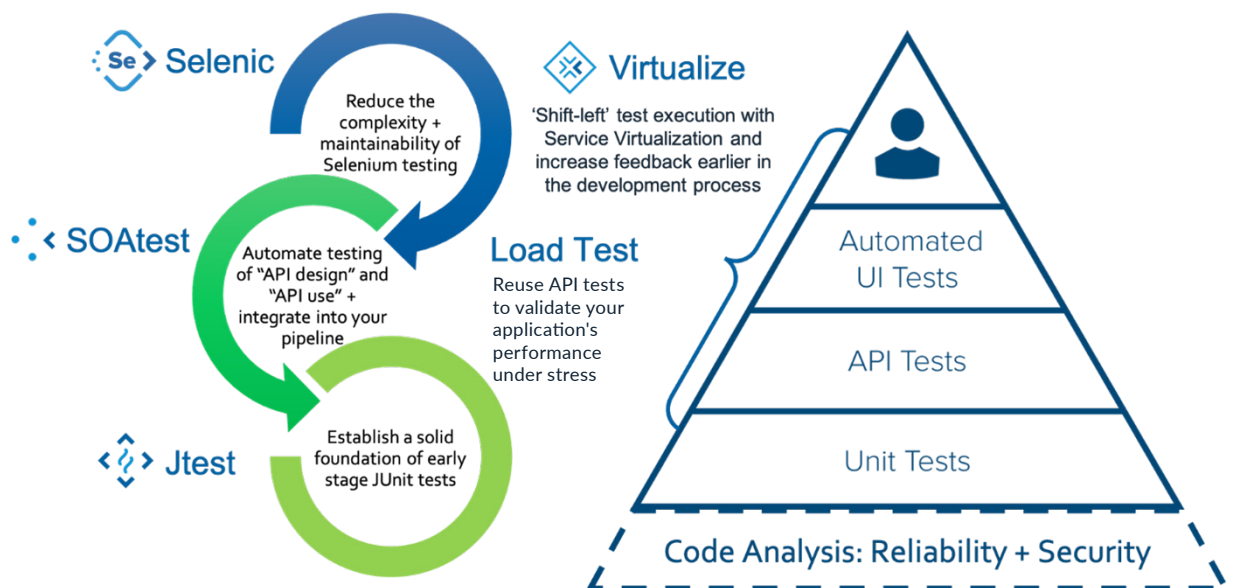 Se
Selenic
Reduce the
complexity +
maintainability of
Selenium testing
SOAtest
Automate testing
of “API design” and
“API use” +
integrate into your
pipeline
Jtest
Establish a solid
foundation of early
stage JUnit tests
Virtualize
‘Shift-left’ test execution with
Service Virtualization and
increase feedback earlier in
the development process
Load Test
Reuse API tests
to validate your
application's
performance
under stress
Automated
UI Tests
API Tests
Unit Tests
Code Analysis: Reliability + Security